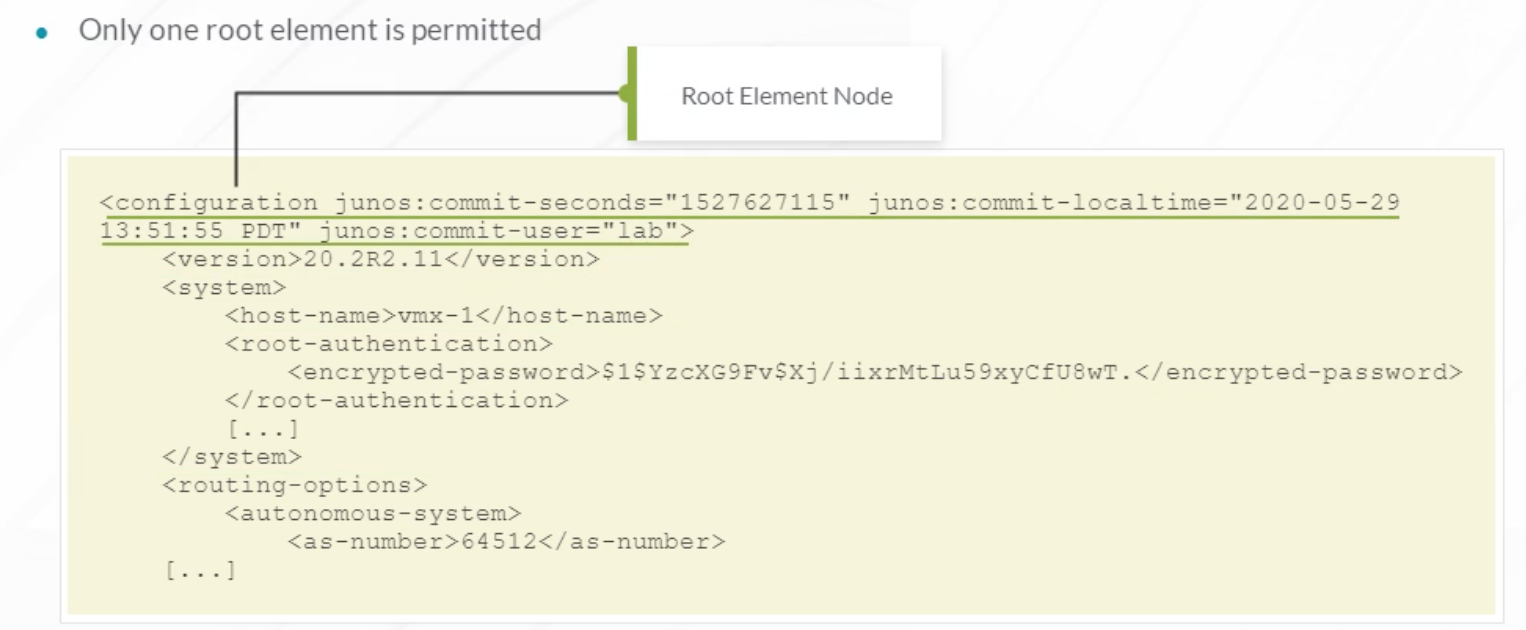 Only one root element is permitted
Root Element Node
<configuration junos:commit-seconds="1527627115" junos:commit-localtime="2020-05-29
13:51:55 PDT" junos:commit-user="lab">
    <version>20.2R2.11</version>
    <system>
        <host-name>vmx-1</host-name>
        <root-authentication>
            <encrypted-password>$1$YzcXG9Fv$Xj/iixrMtLu59xyCfU8wT.</encrypted-password>
        </root-authentication>
        [...]
    </system>
    <routing-options>
        <autonomous-system>
            <as-number>64512</as-number>
    [...]